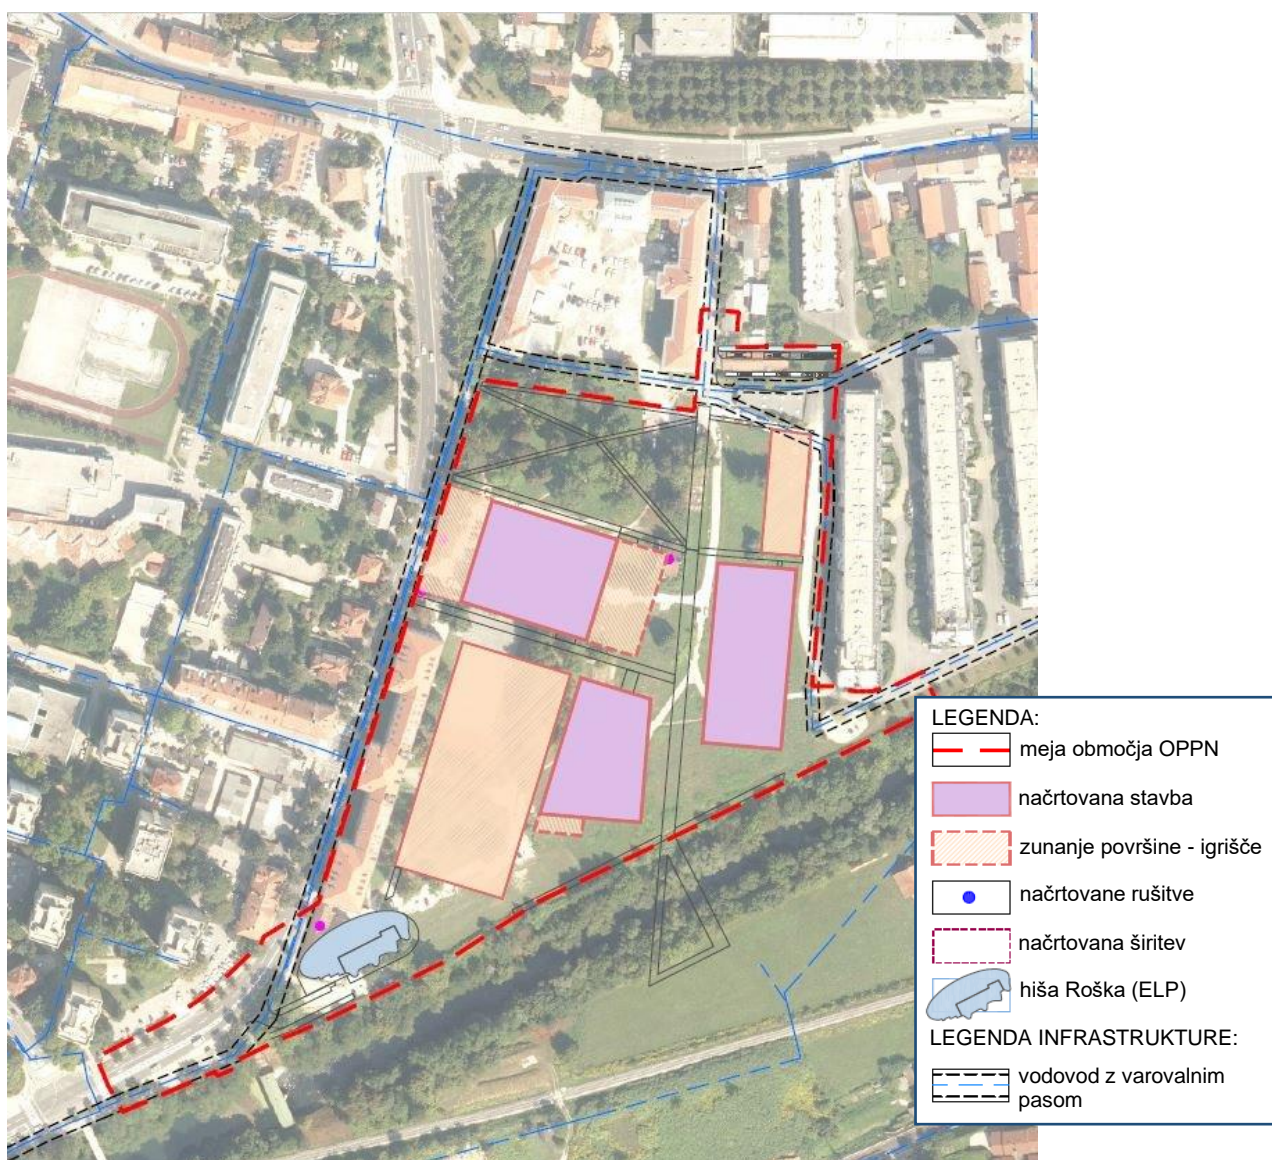 LEGENDA:
meja območja OPPN
načrtovana stavba
zunanje površine - igrišče
načrtovane rušitve
načrtovana širitev
hiša Roška (ELP)
LEGENDA INFRASTRUKTURE:
vodovod z varovalnim
pasom